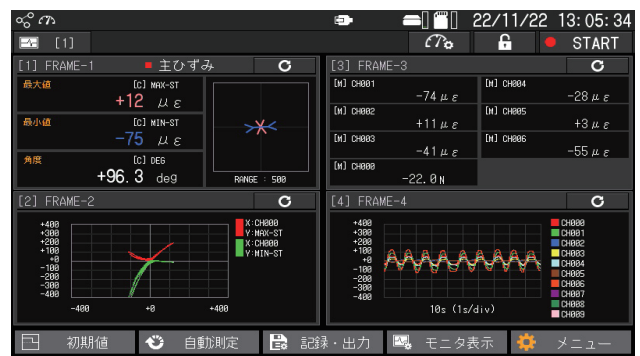 22/11/22 13:05:34
[1]
START
[1] FRAME-1 主ひずみ C
最大値 [C] MAX-ST
+12 με
最小値 [C] MIN-ST
-75 με
角度 [C] DEG
+96.3 deg
RANGE : 500
[3] FRAME-3 C
[M] CH001
-74 με
[M] CH004
-28 με
[M] CH002
+11 με
[M] CH005
+3 με
[M] CH003
-41 με
[M] CH006
-55 με
[M] CH000
-22.0 N
[2] FRAME-2 C
+400
+300
+200
+100
+0
-100
-200
-300
-400
-400 +0 +400
X:CH000
Y:MAX-ST
X:CH000
Y:MIN-ST
[4] FRAME-4 C
+400
+300
+200
+100
+0
-100
-200
-300
-400
10s (1s/div)
CH000
CH001
CH002
CH003
CH004
CH005
CH006
CH007
CH008
CH009
初期値 自動測定 記録・出力 モニタ表示 メニュー